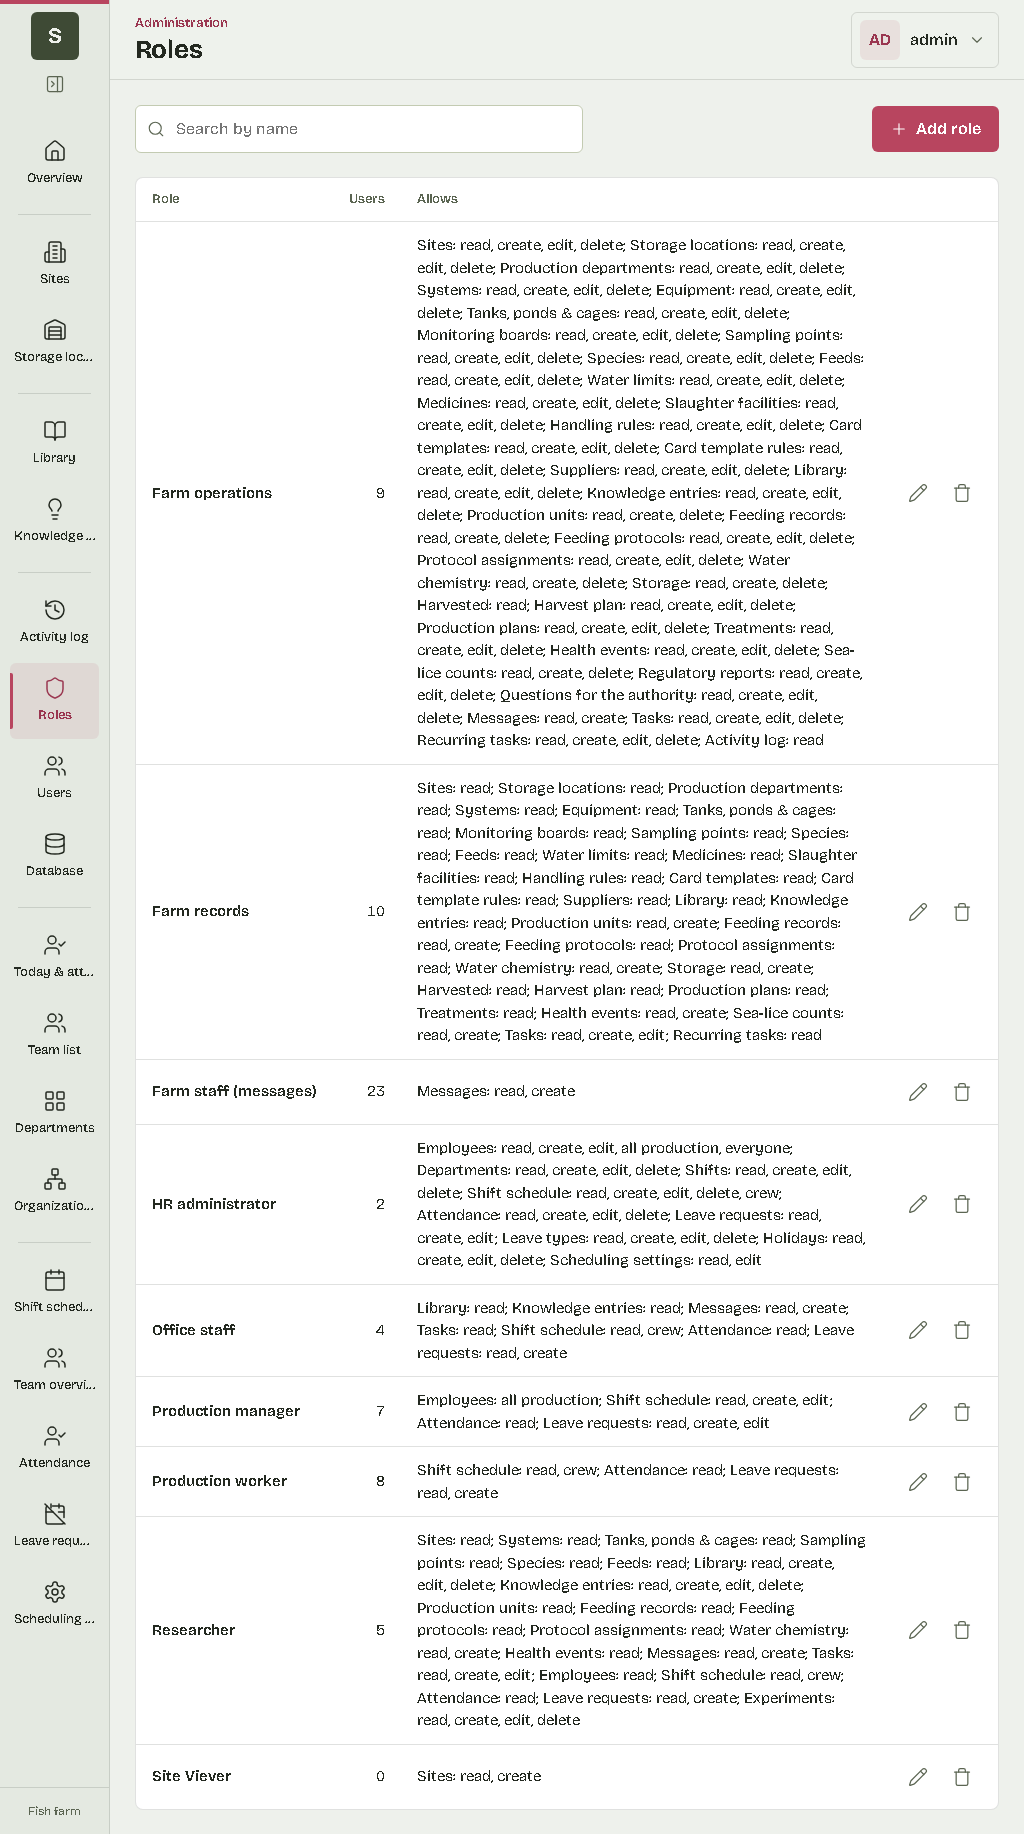 S
Administration
Roles
AD
admin
Overview
Sites
Storage loc...
Library
Knowledge ...
Activity log
Roles
Users
Database
Today & att...
Team list
Departments
Organizatio...
Shift sched...
Team overvi...
Attendance
Leave requ...
Scheduling ...
Fish farm
Search by name
Add role
Role
Users
Allows
Farm operations
9
Sites: read, create, edit, delete; Storage locations: read, create,
edit, delete; Production departments: read, create, edit, delete;
Systems: read, create, edit, delete; Equipment: read, create, edit,
delete; Tanks, ponds & cages: read, create, edit, delete;
Monitoring boards: read, create, edit, delete; Sampling points:
read, create, edit, delete; Species: read, create, edit, delete; Feeds:
read, create, edit, delete; Water limits: read, create, edit, delete;
Medicines: read, create, edit, delete; Slaughter facilities: read,
create, edit, delete; Handling rules: read, create, edit, delete; Card
templates: read, create, edit, delete; Card template rules: read,
create, edit, delete; Suppliers: read, create, edit, delete; Library:
read, create, edit, delete; Knowledge entries: read, create, edit,
delete; Production units: read, create, delete; Feeding records:
read, create, delete; Feeding protocols: read, create, edit, delete;
Protocol assignments: read, create, edit, delete; Water
chemistry: read, create, delete; Storage: read, create, delete;
Harvested: read; Harvest plan: read, create, edit, delete;
Production plans: read, create, edit, delete; Treatments: read,
create, edit, delete; Health events: read, create, edit, delete; Sea-
lice counts: read, create, delete; Regulatory reports: read, create,
edit, delete; Questions for the authority: read, create, edit,
delete; Messages: read, create; Tasks: read, create, edit, delete;
Recurring tasks: read, create, edit, delete; Activity log: read
Farm records
10
Sites: read; Storage locations: read; Production departments:
read; Systems: read; Equipment: read; Tanks, ponds & cages:
read; Monitoring boards: read; Sampling points: read; Species:
read; Feeds: read; Water limits: read; Medicines: read; Slaughter
facilities: read; Handling rules: read; Card templates: read; Card
template rules: read; Suppliers: read; Library: read; Knowledge
entries: read; Production units: read, create; Feeding records:
read, create; Feeding protocols: read; Protocol assignments:
read; Water chemistry: read, create; Storage: read, create;
Harvested: read; Harvest plan: read; Production plans: read;
Treatments: read; Health events: read, create; Sea-lice counts:
read, create; Tasks: read, create, edit; Recurring tasks: read
Farm staff (messages)
23
Messages: read, create
HR administrator
2
Employees: read, create, edit, all production, everyone;
Departments: read, create, edit, delete; Shifts: read, create, edit,
delete; Shift schedule: read, create, edit, delete, crew;
Attendance: read, create, edit, delete; Leave requests: read,
create, edit; Leave types: read, create, edit, delete; Holidays: read,
create, edit, delete; Scheduling settings: read, edit
Office staff
4
Library: read; Knowledge entries: read; Messages: read, create;
Tasks: read; Shift schedule: read, crew; Attendance: read; Leave
requests: read, create
Production manager
7
Employees: all production; Shift schedule: read, create, edit;
Attendance: read; Leave requests: read, create, edit
Production worker
8
Shift schedule: read, crew; Attendance: read; Leave requests:
read, create
Researcher
5
Sites: read; Systems: read; Tanks, ponds & cages: read; Sampling
points: read; Species: read; Feeds: read; Library: read, create,
edit, delete; Knowledge entries: read, create, edit, delete;
Production units: read; Feeding records: read; Feeding
protocols: read; Protocol assignments: read; Water chemistry:
read, create; Health events: read; Messages: read, create; Tasks:
read, create, edit; Employees: read; Shift schedule: read, crew;
Attendance: read; Leave requests: read, create; Experiments:
read, create, edit, delete
Site Viever
0
Sites: read, create